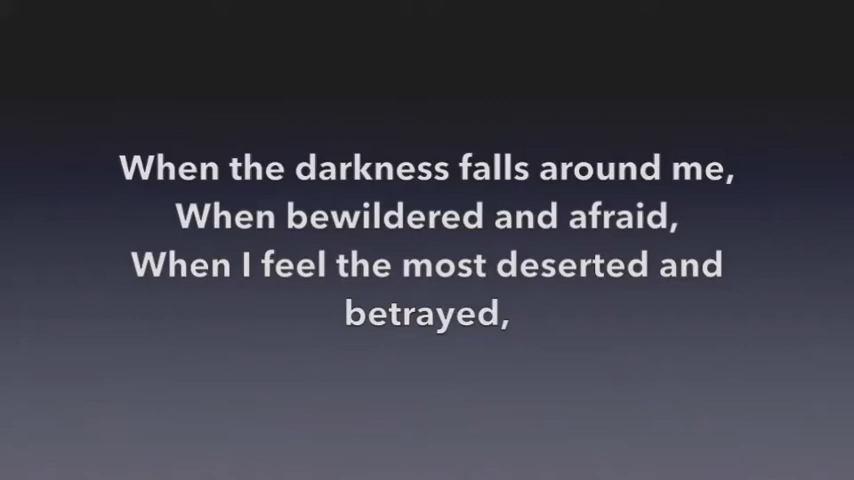 When the darkness falls around me,
When bewildered and afraid,
When I feel the most deserted and
betrayed,